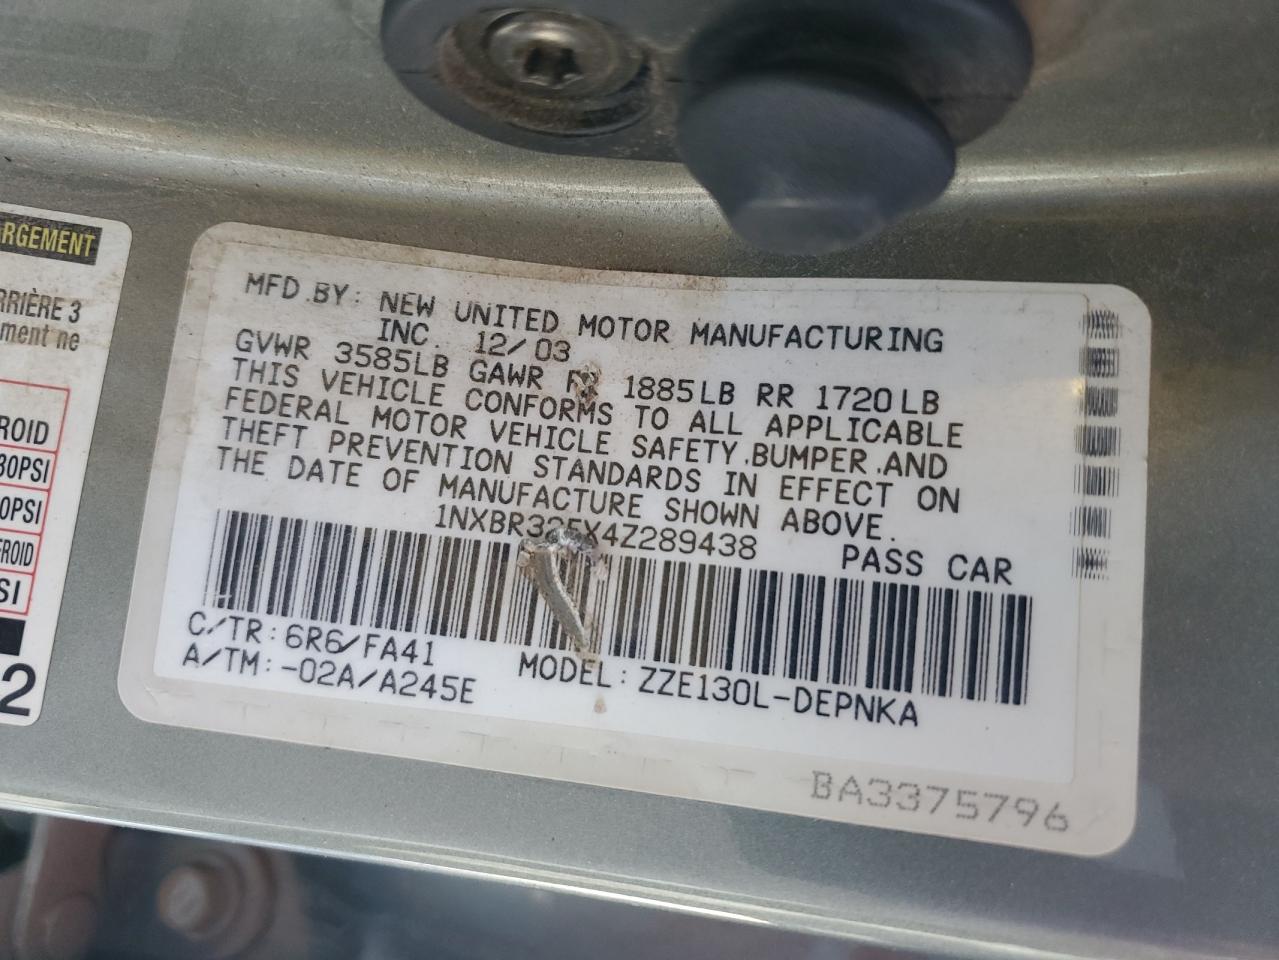 RGEMENT
RRIÈRE 3
ment ne
ROID
30PSI
0PSI
FROID
SI
2
MFD.BY: NEW UNITED MOTOR MANUFACTURING
INC. 12/03
GVWR 3585LB GAWR 1885LB RR 1720LB
THIS VEHICLE CONFORMS TO ALL APPLICABLE
FEDERAL MOTOR VEHICLE SAFETY.BUMPER.AND
THEFT PREVENTION STANDARDS IN EFFECT ON
THE DATE OF MANUFACTURE SHOWN ABOVE.
PASS CAR
C/TR: 6R6/FA41
A/TM: -02A/A245E
MODEL: ZZE130L-DEPNKA
BA3375796